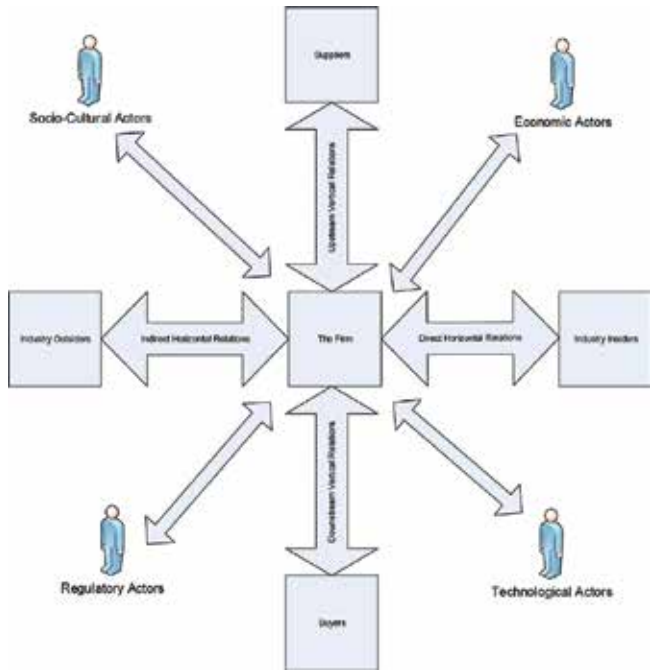 Suppliers
Socio-Cultural Actors
Economic Actors
Upstream Vertical Relations
Industry Outsiders
Indirect Horizontal Relations
The Firm
Direct Horizontal Relations
Industry Insiders
Downstream Vertical Relations
Regulatory Actors
Technological Actors
Buyers